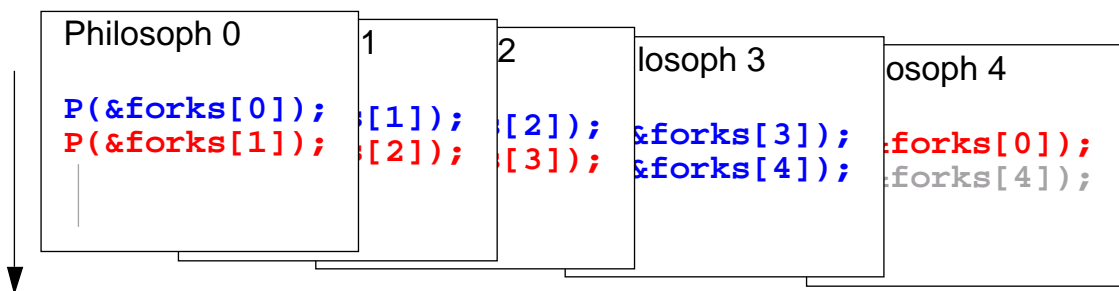 Philosoph 0
P(&forks[0]);
P(&forks[1]);
1
[1]);
[2]);
2
[2]);
[3]);
losoph 3
&forks[3]);
&forks[4]);
osoph 4
forks[0]);
forks[4]);